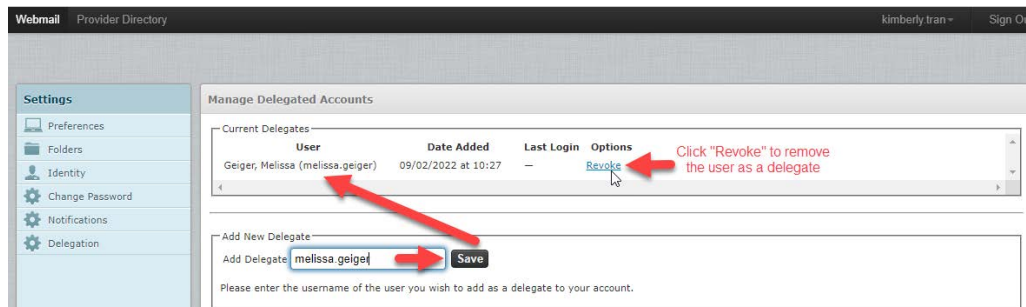 Webmail Provider Directory kimberly.tran
Settings
Preferences
Folders
Identity
Change Password
Notifications
Delegation
Manage Delegated Accounts
Current Delegates
User Date Added Last Login Options
Geiger, Melissa (melissa.geiger) 09/02/2022 at 10:27 — Revoke
Click "Revoke" to remove
the user as a delegate
Add New Delegate
Add Delegate melissa.geiger Save
Please enter the username of the user you wish to add as a delegate to your account.